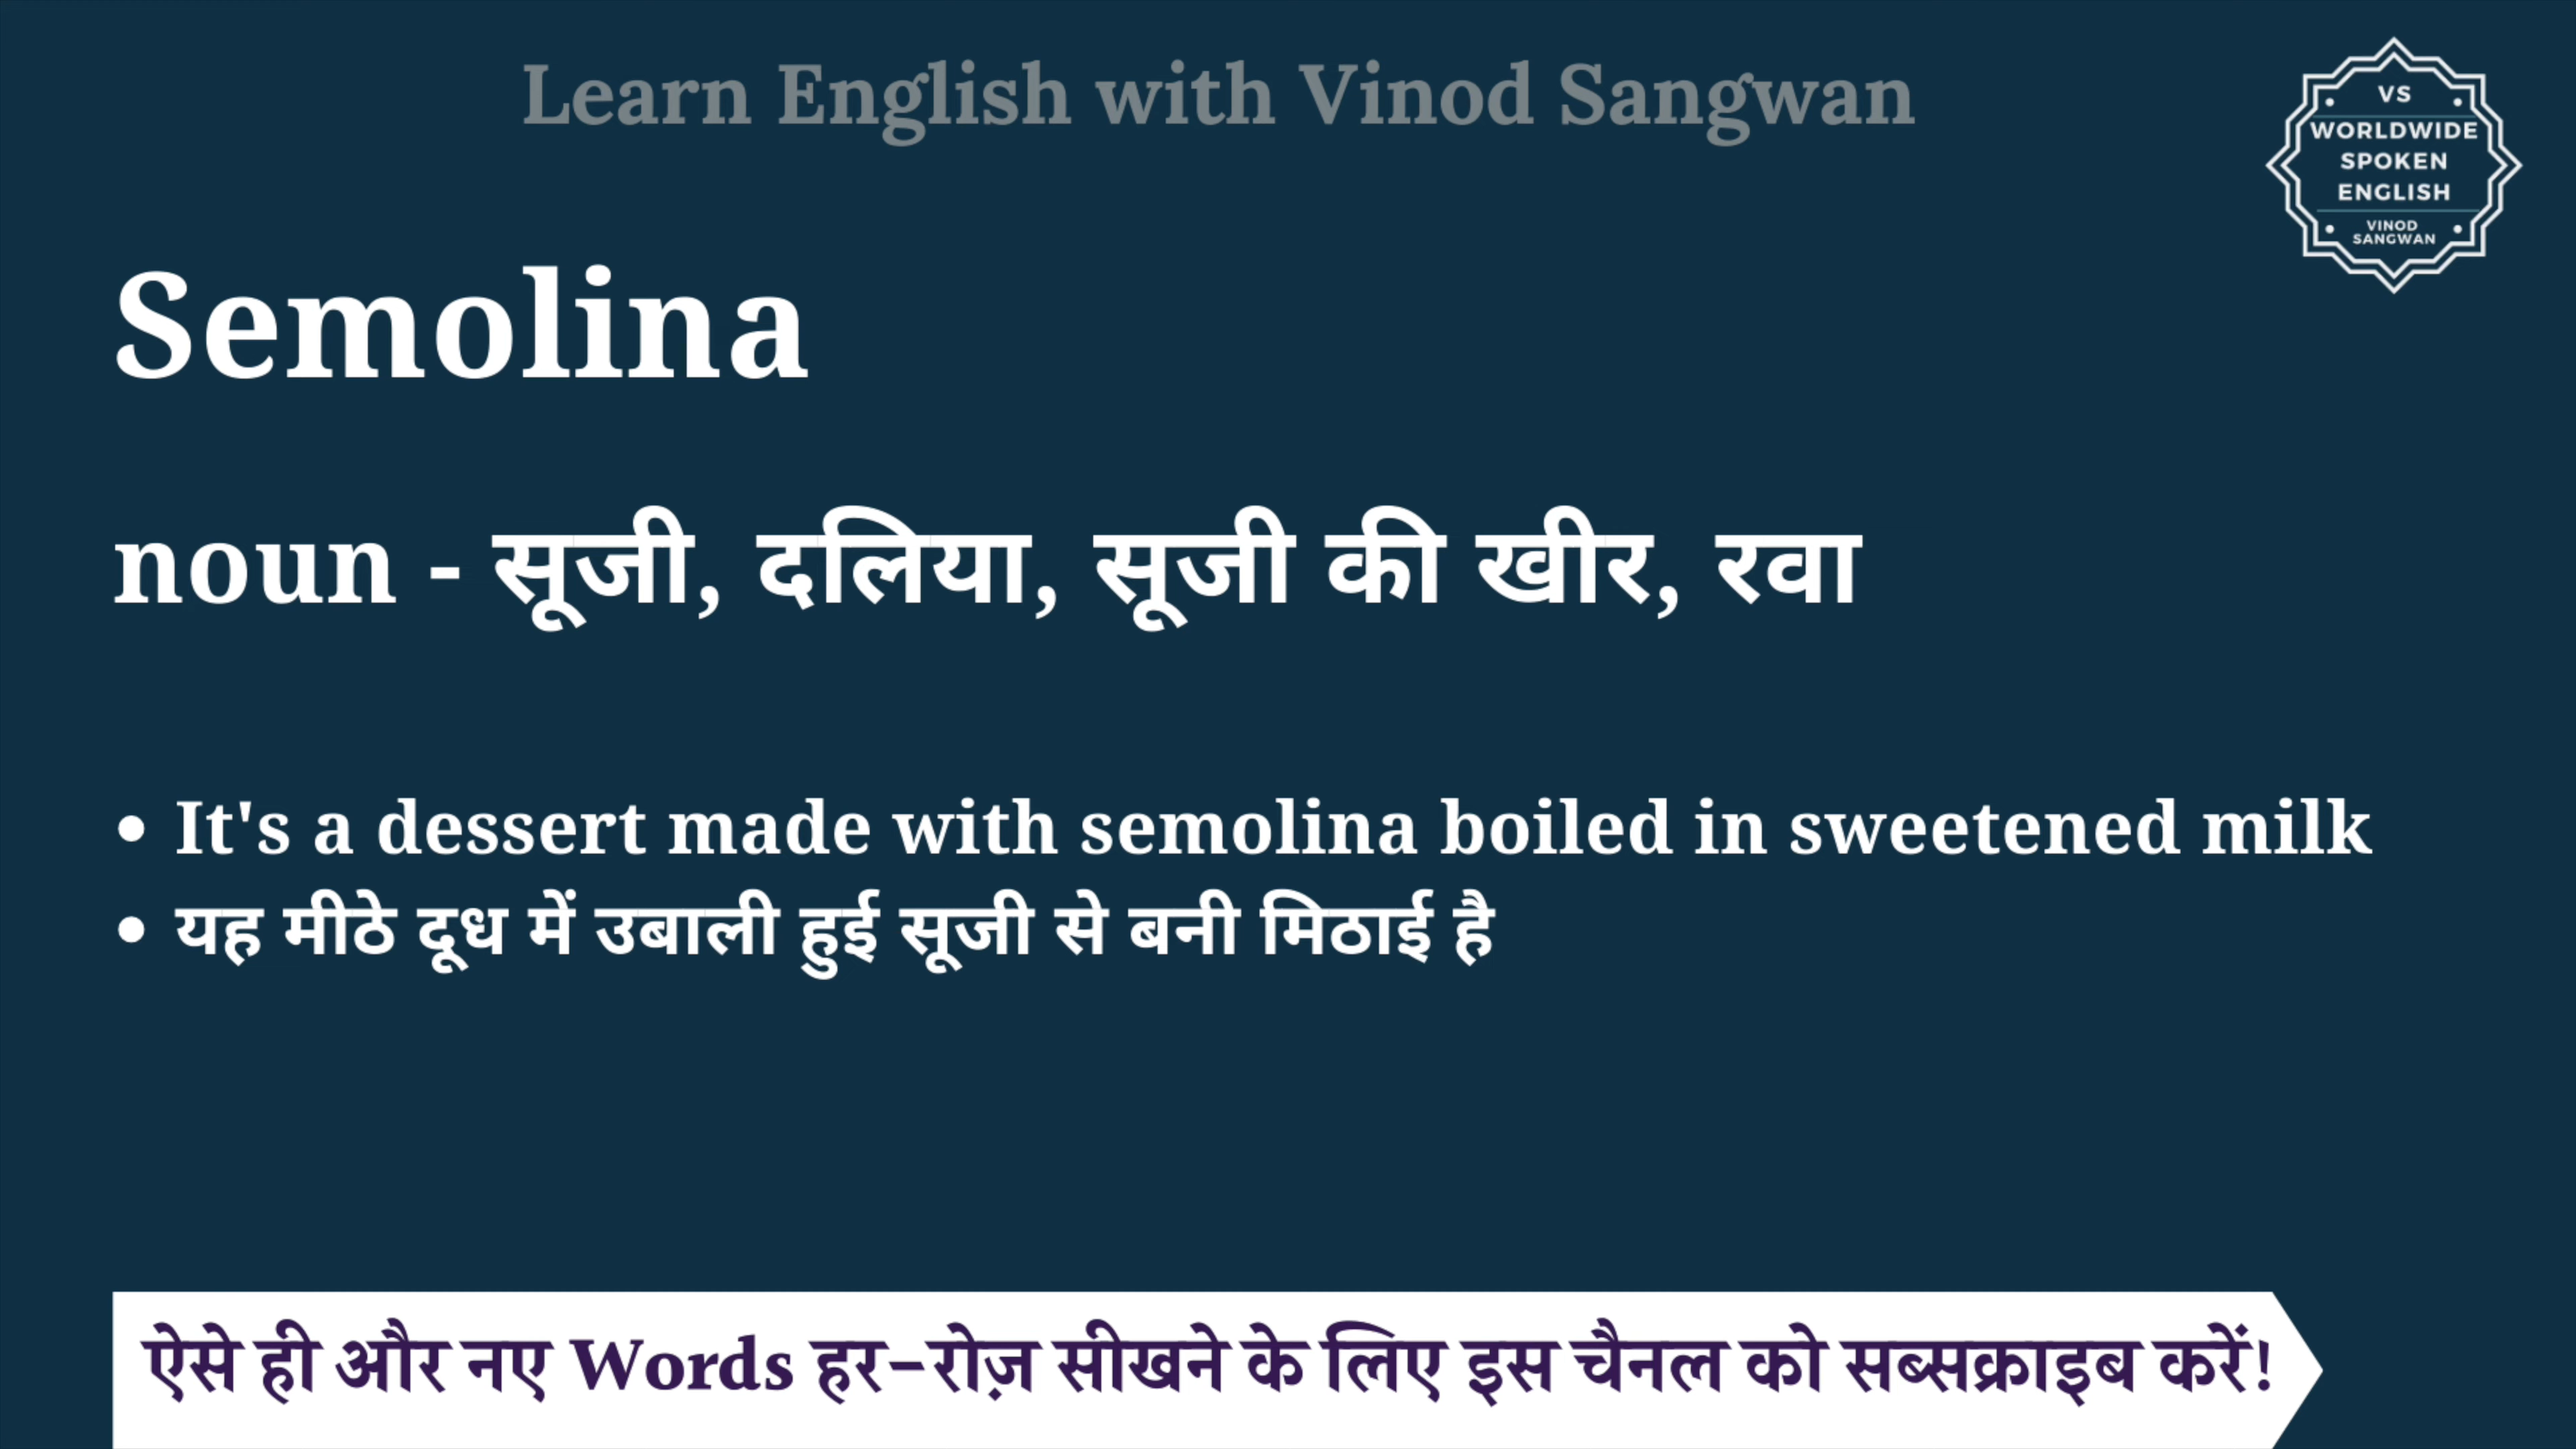 Learn English with Vinod Sangwan
VS
WORLDWIDE
SPOKEN
ENGLISH
VINOD
SANGWAN
Semolina
noun - सूजी, दलिया, सूजी की खीर, रवा
• It's a dessert made with semolina boiled in sweetened milk
• यह मीठे दूध में उबाली हुई सूजी से बनी मिठाई है
ऐसे ही और नए Words हर-रोज़ सीखने के लिए इस चैनल को सब्सक्राइब करें!